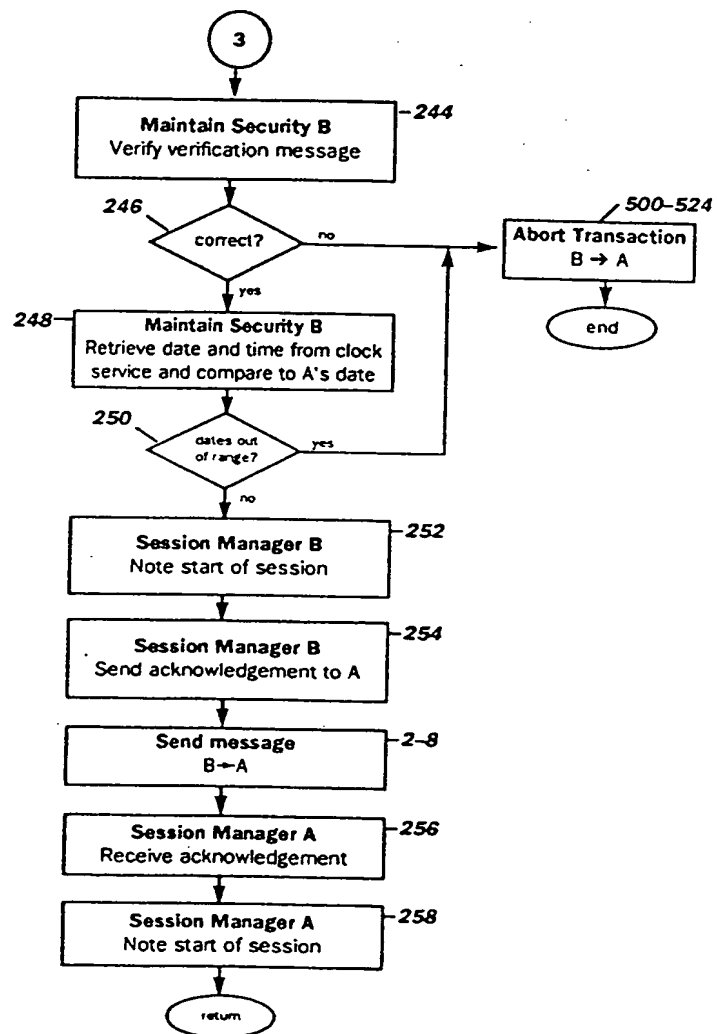 3
Maintain Security B
Verify verification message
244
246
correct?
no
yes
500-524
Abort Transaction
B → A
end
248
Maintain Security B
Retrieve date and time from clock
service and compare to A's date
250
dates out
of range?
yes
no
Session Manager B
Note start of session
252
Session Manager B
Send acknowledgement to A
254
Send message
B→A
2-8
Session Manager A
Receive acknowledgement
256
Session Manager A
Note start of session
258
return